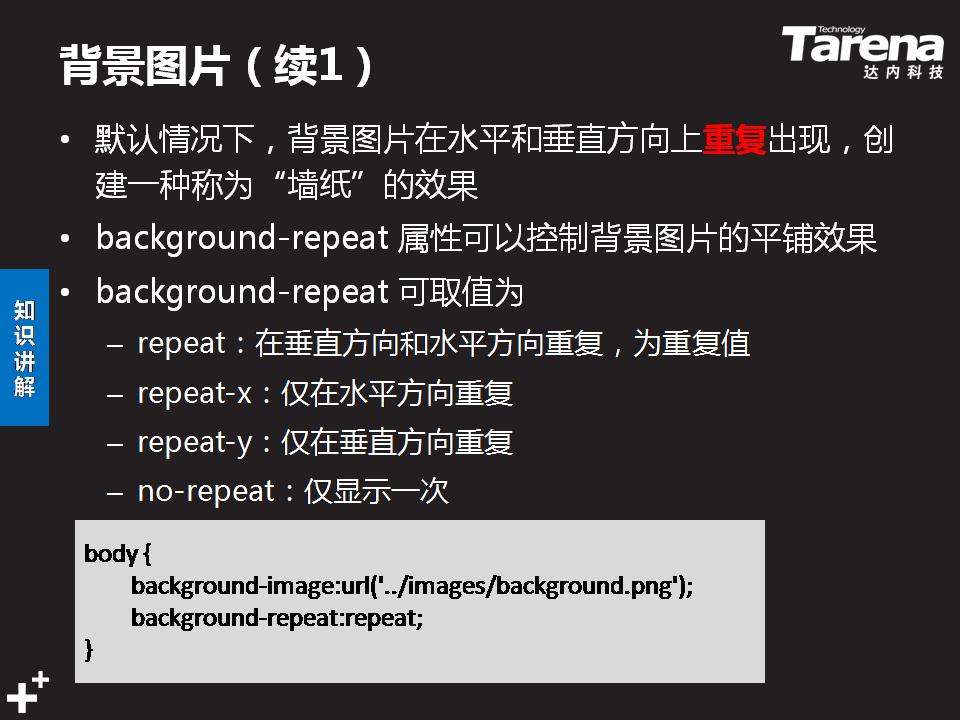 背景图片（续1）
Technology
Tarena
达内科技
• 默认情况下，背景图片在水平和垂直方向上重复出现，创
建一种称为“墙纸”的效果
• background-repeat 属性可以控制背景图片的平铺效果
• background-repeat 可取值为
– repeat：在垂直方向和水平方向重复，为重复值
– repeat-x：仅在水平方向重复
– repeat-y：仅在垂直方向重复
– no-repeat：仅显示一次
知识讲解
body {
background-image:url('../images/background.png');
background-repeat:repeat;
}